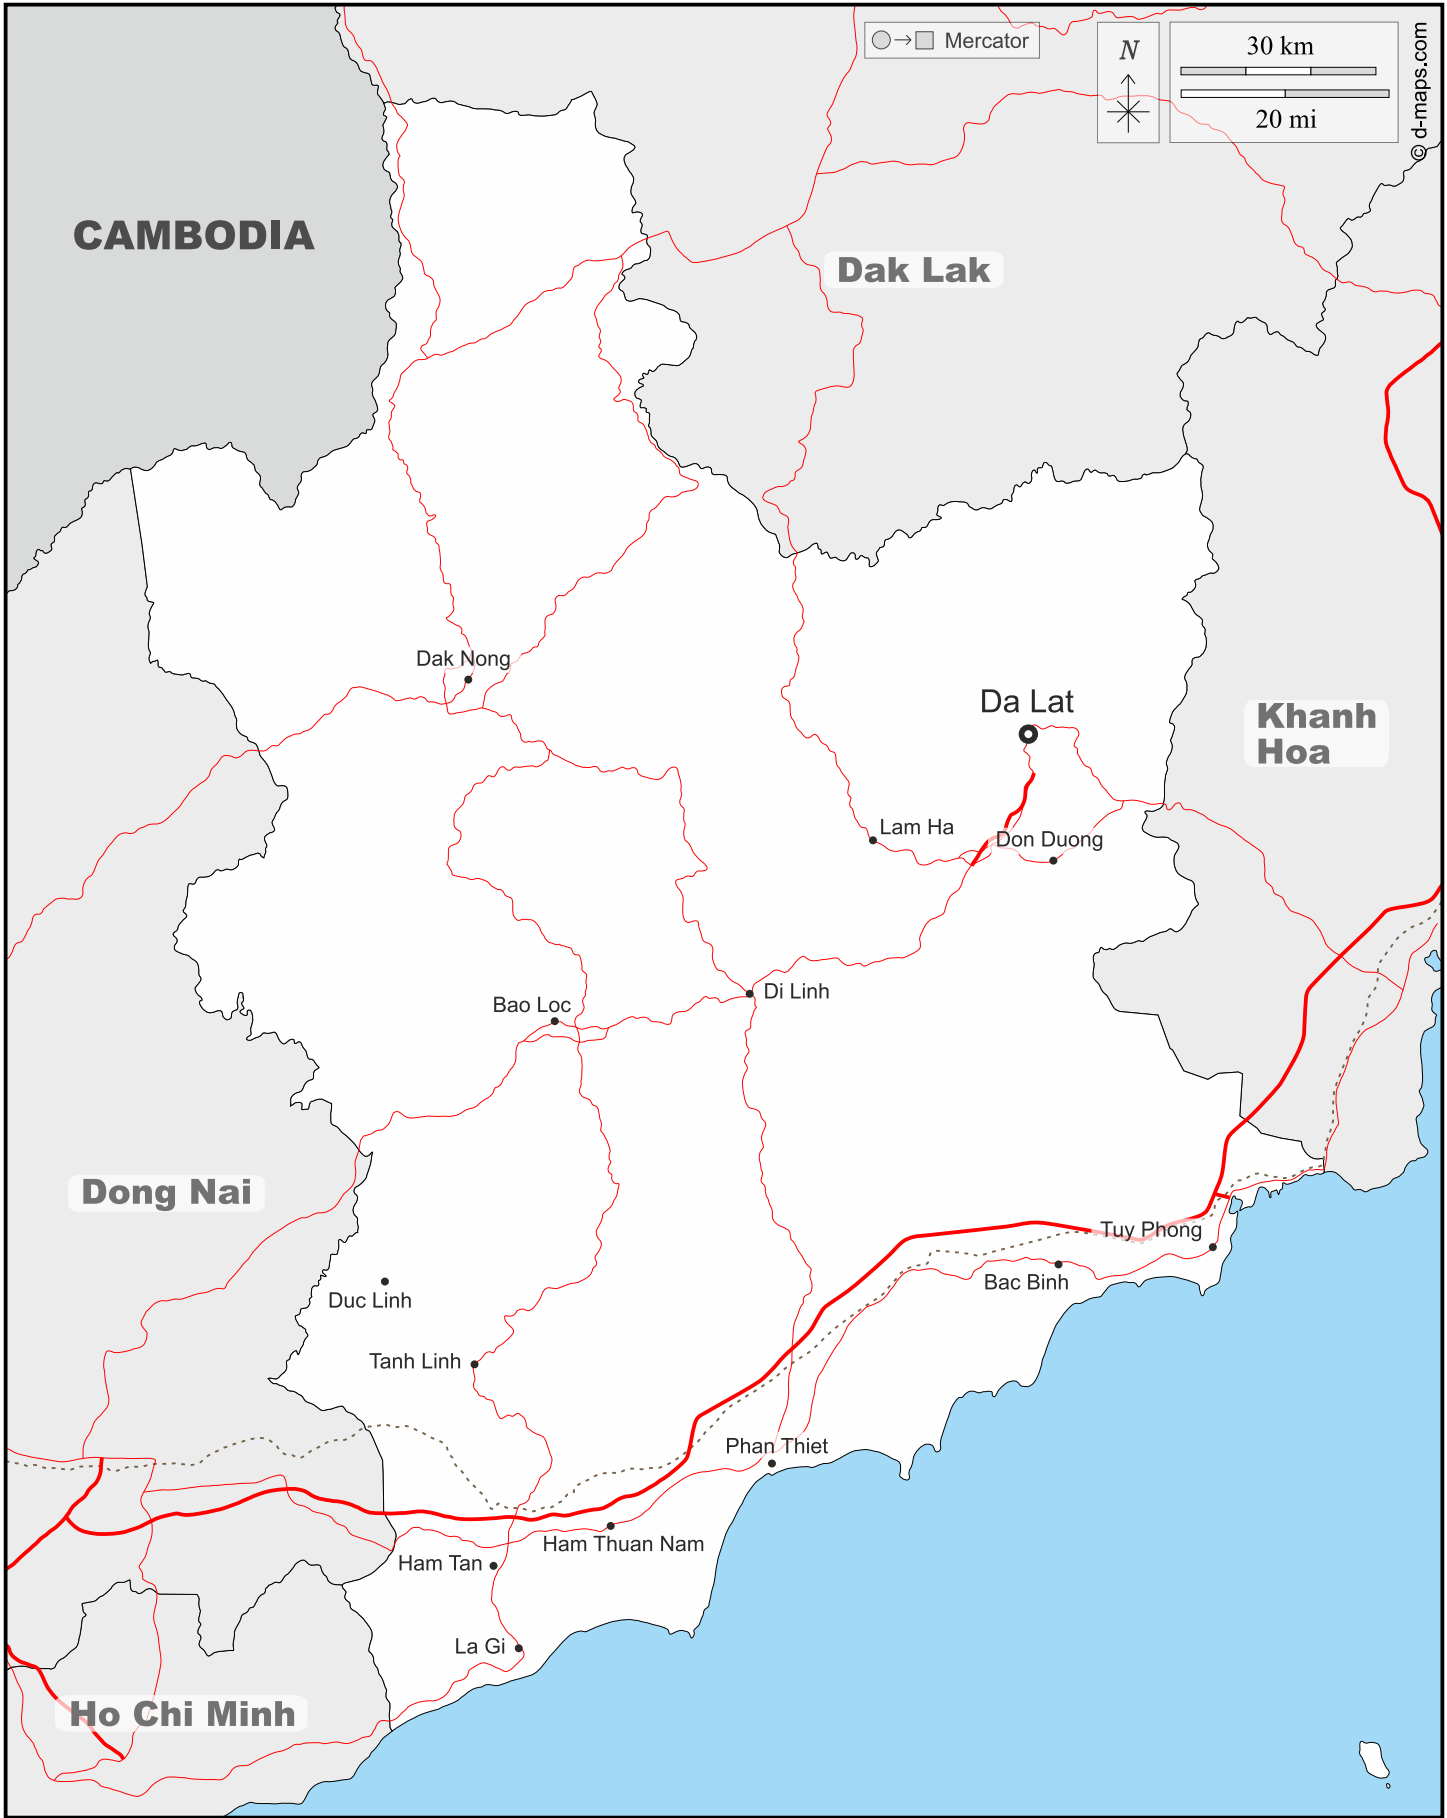 Mercator
N
30 km
20 mi
© d-maps.com
CAMBODIA
Dak Lak
Dak Nong
Da Lat
Khanh
Hoa
Lam Ha
Don Duong
Di Linh
Bao Loc
Dong Nai
Tuy Phong
Bac Binh
Duc Linh
Tanh Linh
Phan Thiet
Ham Thuan Nam
Ham Tan
La Gi
Ho Chi Minh